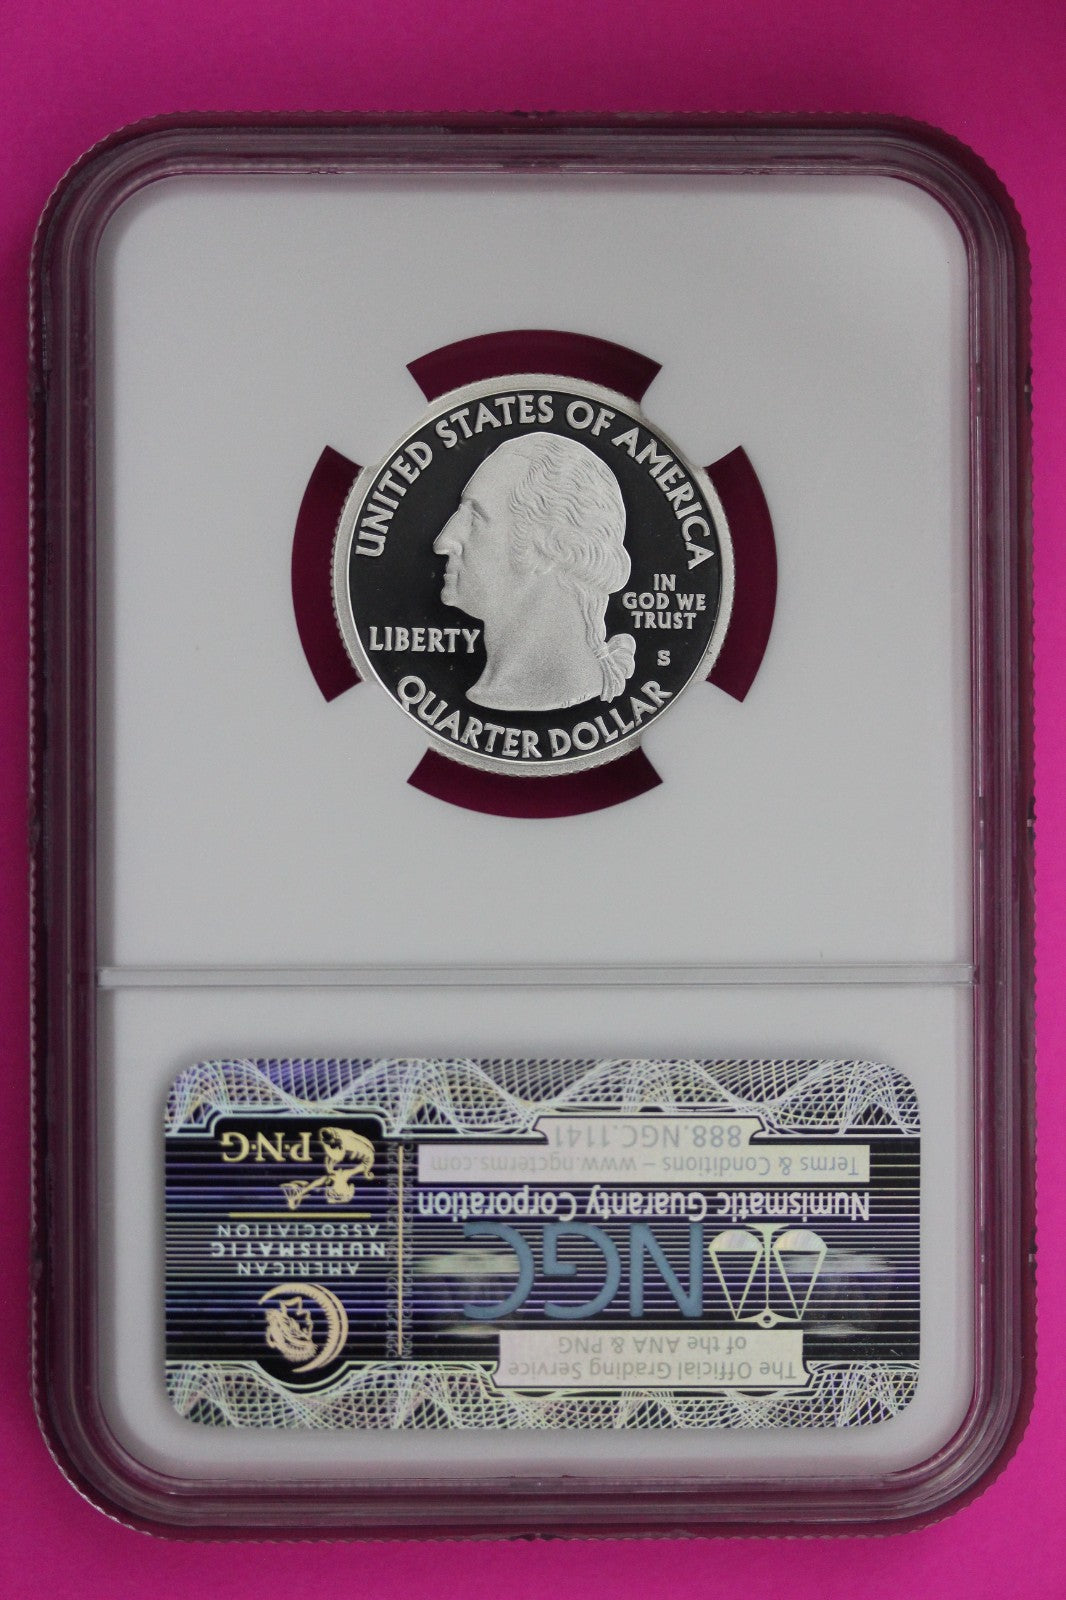 UNITED STATES OF AMERICA
IN
GOD WE
TRUST
LIBERTY
S
QUARTER DOLLAR
The Official Grading Service
of the ANA & PNG
NGC
Numismatic Guaranty Corporation
Terms & Conditions – www.ngcterms.com
888.NGC.1141
AMERICAN
NUMISMATIC
ASSOCIATION
P·N·G